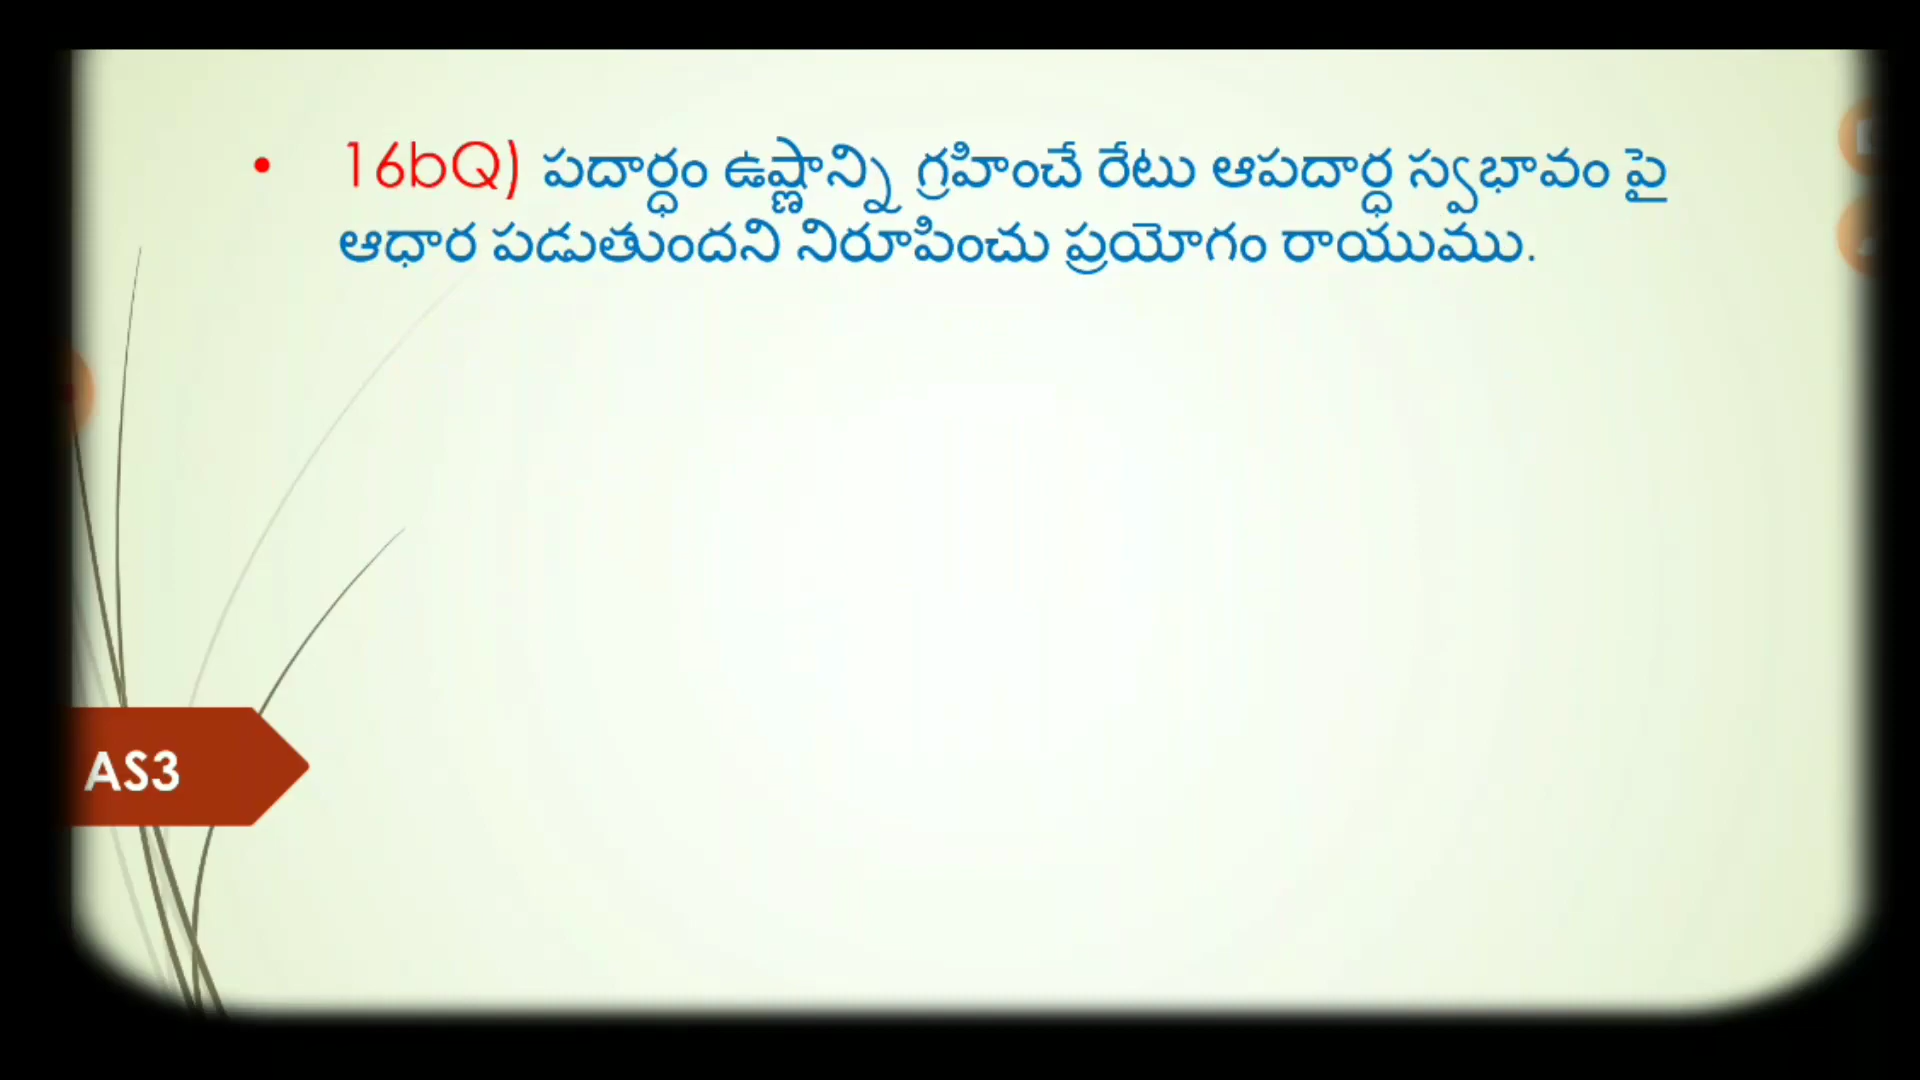 • 16bQ) పదార్ధం ఉష్ణాన్ని గ్రహించే రేటు ఆపదార్ధ స్వభావం పై
ఆధార పడుతుందని నిరూపించు ప్రయోగం రాయుము.
AS3